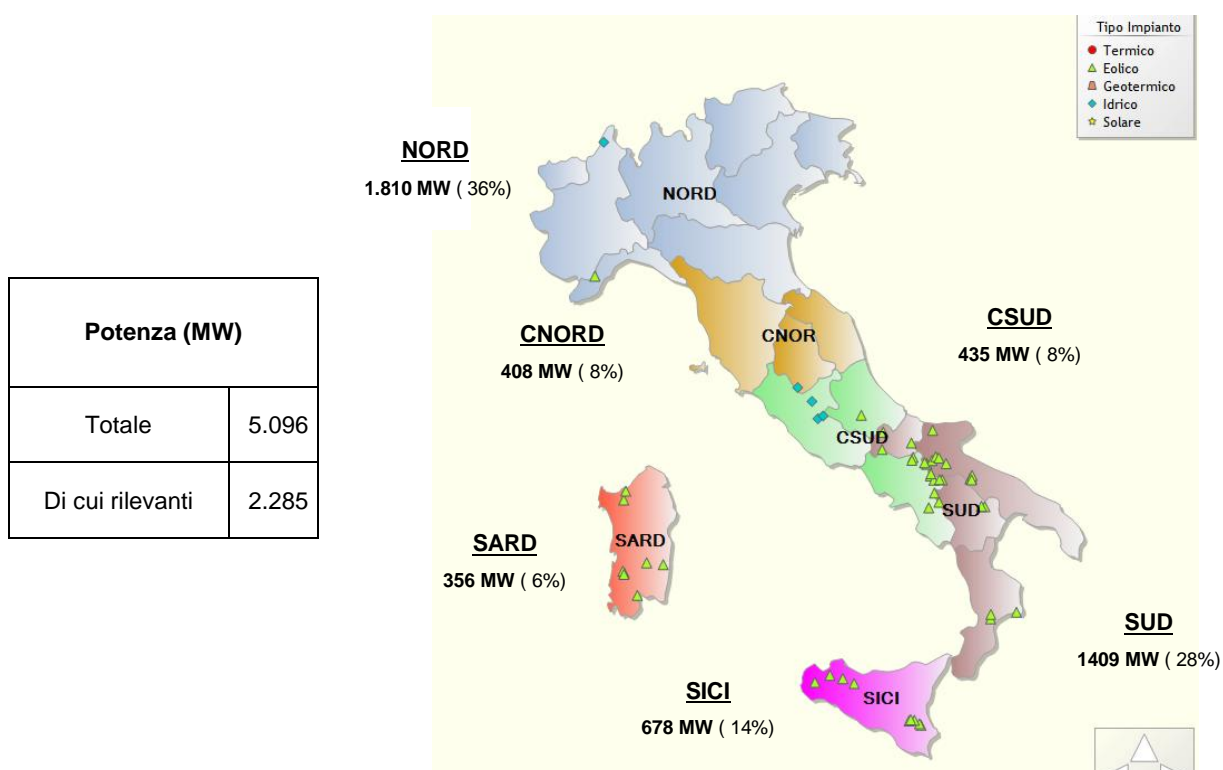 Tipo Impianto
Termico
Eolico
Geotermico
Idrico
Solare
NORD
1.810 MW ( 36%)
NORD
Potenza (MW)
Totale 5.096
Di cui rilevanti 2.285
CNORD
408 MW ( 8%)
CNOR
CSUD
435 MW ( 8%)
CSUD
SARD
356 MW ( 6%)
SARD
SUD
SUD
1409 MW ( 28%)
SICI
678 MW ( 14%)
SICI